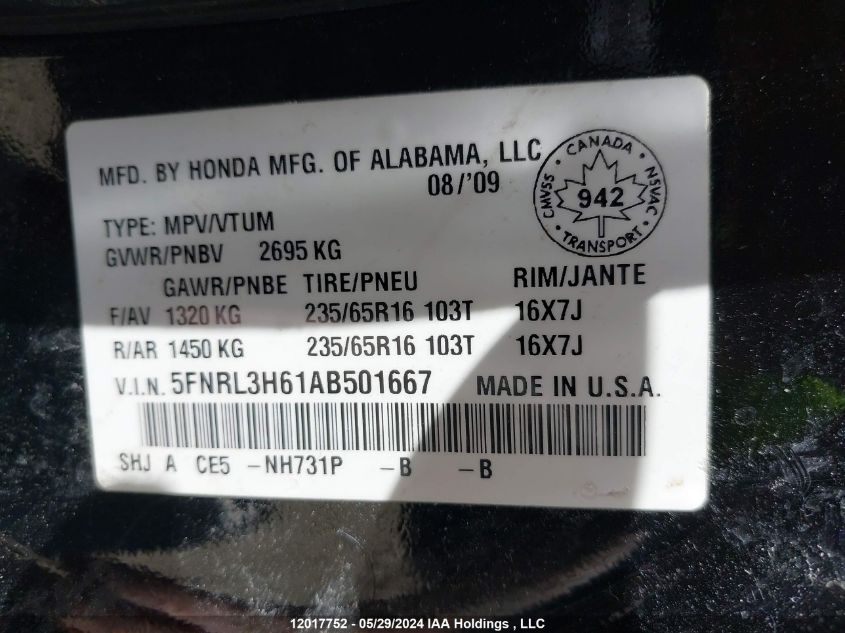 MFD. BY HONDA MFG. OF ALABAMA, LLC
08/'09
CANADA
CMVSS 942 NSVAC
TRANSPORT
TYPE: MPV/VTUM
GVWR/PNBV 2695 KG
GAWR/PNBE TIRE/PNEU RIM/JANTE
F/AV 1320 KG 235/65R16 103T 16X7J
R/AR 1450 KG 235/65R16 103T 16X7J
V.I.N. 5FNRL3H61AB501667 MADE IN U.S.A.
SHJ A CE5 -NH731P -B -B
12017752 - 05/29/2024 IAA Holdings , LLC